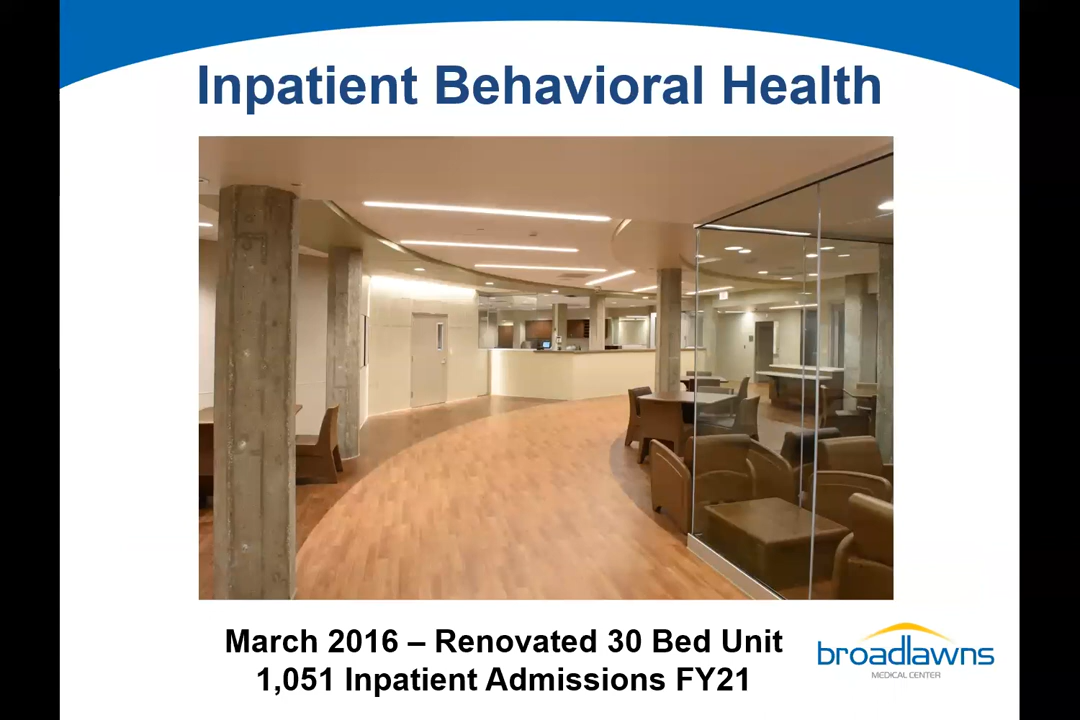 Inpatient Behavioral Health
March 2016 – Renovated 30 Bed Unit
1,051 Inpatient Admissions FY21
broadlawns
MEDICAL CENTER